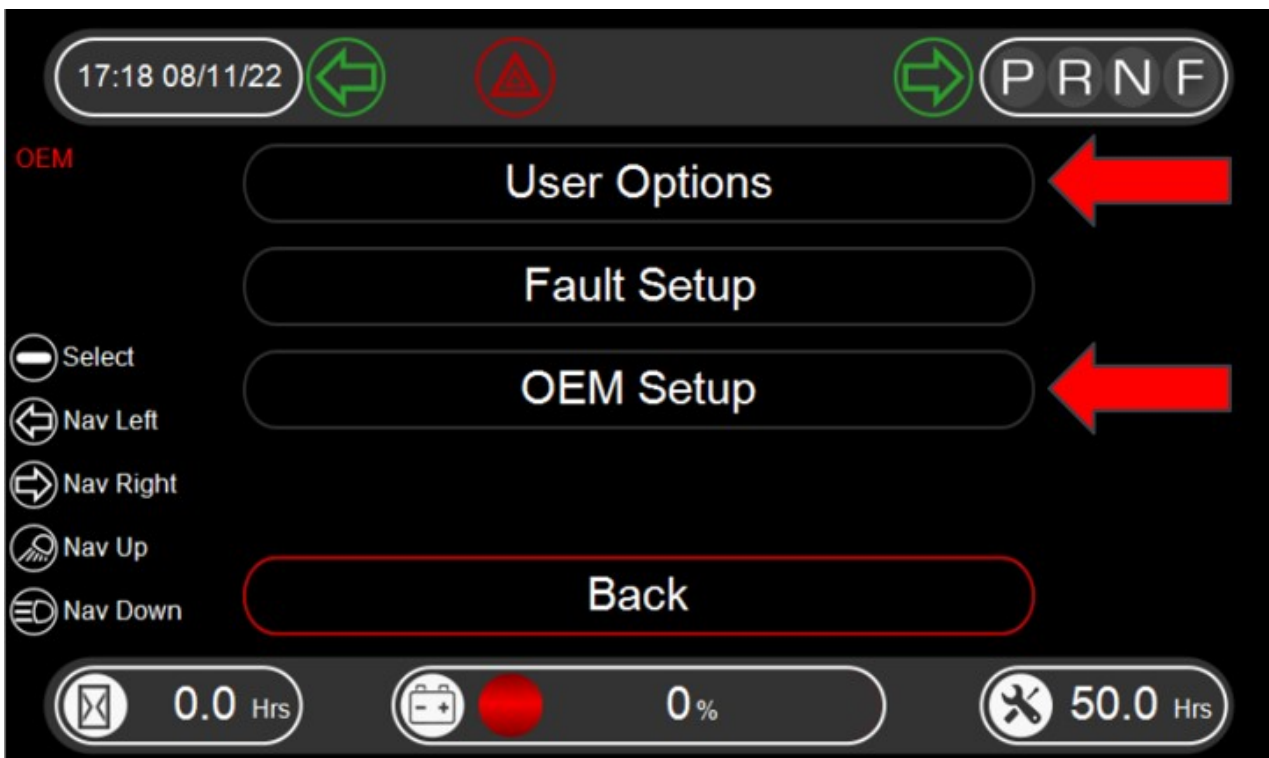 17:18 08/11/22
P R N F
OEM
User Options
Fault Setup
OEM Setup
Select
Nav Left
Nav Right
Nav Up
Nav Down
Back
0.0 Hrs
0 %
50.0 Hrs